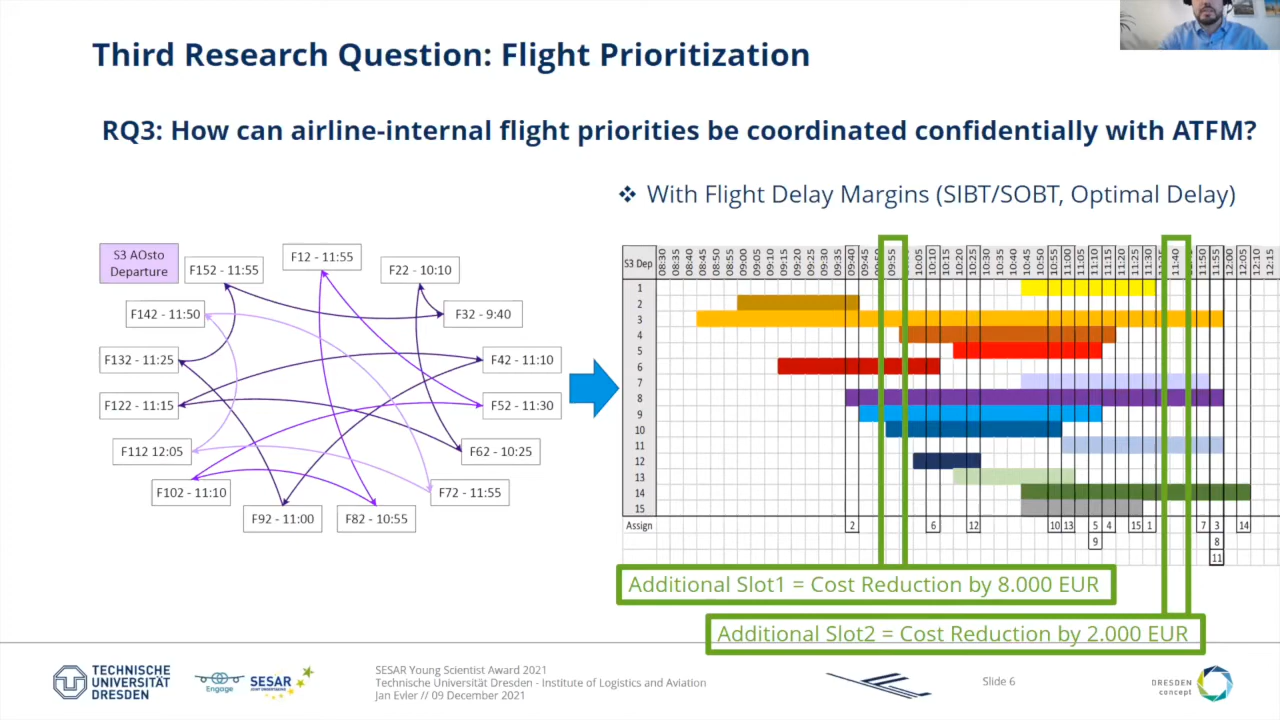 Third Research Question: Flight Prioritization
RQ3: How can airline-internal flight priorities be coordinated confidentially with ATFM?
❖ With Flight Delay Margins (SIBT/SOBT, Optimal Delay)
S3 AOsto
Departure
F152 - 11:55
F12 - 11:55
F22 - 10:10
F142 - 11:50
F32 - 9:40
F132 - 11:25
F42 - 11:10
F122 - 11:15
F52 - 11:30
F112 12:05
F62 - 10:25
F102 - 11:10
F72 - 11:55
F92 - 11:00
F82 - 10:55
S3 Dep 08:30 08:35 08:40 08:45 08:50 08:55 09:00 09:05 09:10 09:15 09:20 09:25 09:30 09:35 09:40 09:45 09:55 10:05 10:10 10:15 10:20 10:25 10:30 10:35 10:40 10:45 10:50 10:55 11:00 11:05 11:10 11:15 11:20 11:25 11:30 11:40 11:50 11:55 12:00 12:05 12:10 12:15
1
2
3
4
5
6
7
8
9
10
11
12
13
14
15
Assign 2 6 12 10 13 5 4 15 1 7 3 14
9 8
11
Additional Slot1 = Cost Reduction by 8.000 EUR
Additional Slot2 = Cost Reduction by 2.000 EUR
TECHNISCHE
UNIVERSITÄT
DRESDEN
Engage
SESAR
JOINT UNDERTAKING
SESAR Young Scientist Award 2021
Technische Universität Dresden - Institute of Logistics and Aviation
Jan Evler // 09 December 2021
Slide 6
DRESDEN
concept